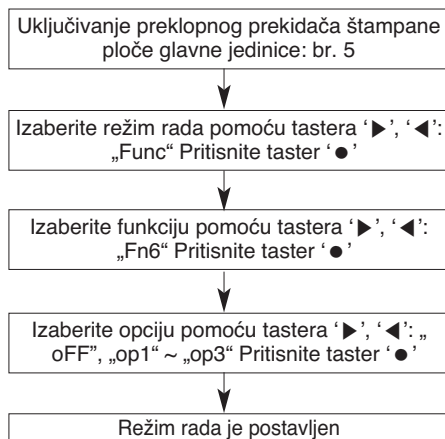 Uključivanje preklopnog prekidača štampane
ploče glavne jedinice: br. 5
Izaberite režim rada pomoću tastera ‘▶’, ‘◀’:
„Func“ Pritisnite taster ‘●’
Izaberite funkciju pomoću tastera ‘▶’, ‘◀’:
„Fn6“ Pritisnite taster ‘●’
Izaberite opciju pomoću tastera ‘▶’, ‘◀’: „
oFF”, „op1“ ~ „op3“ Pritisnite taster ‘●’
Režim rada je postavljen